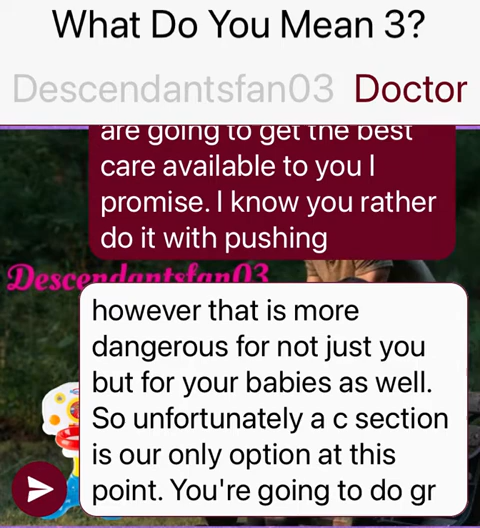 What Do You Mean 3?
Descendantsfan03 Doctor
are going to get the best
care available to you I
promise. I know you rather
do it with pushing
Descendantsfan03
however that is more
dangerous for not just you
but for your babies as well.
So unfortunately a c section
is our only option at this
point. You're going to do gr